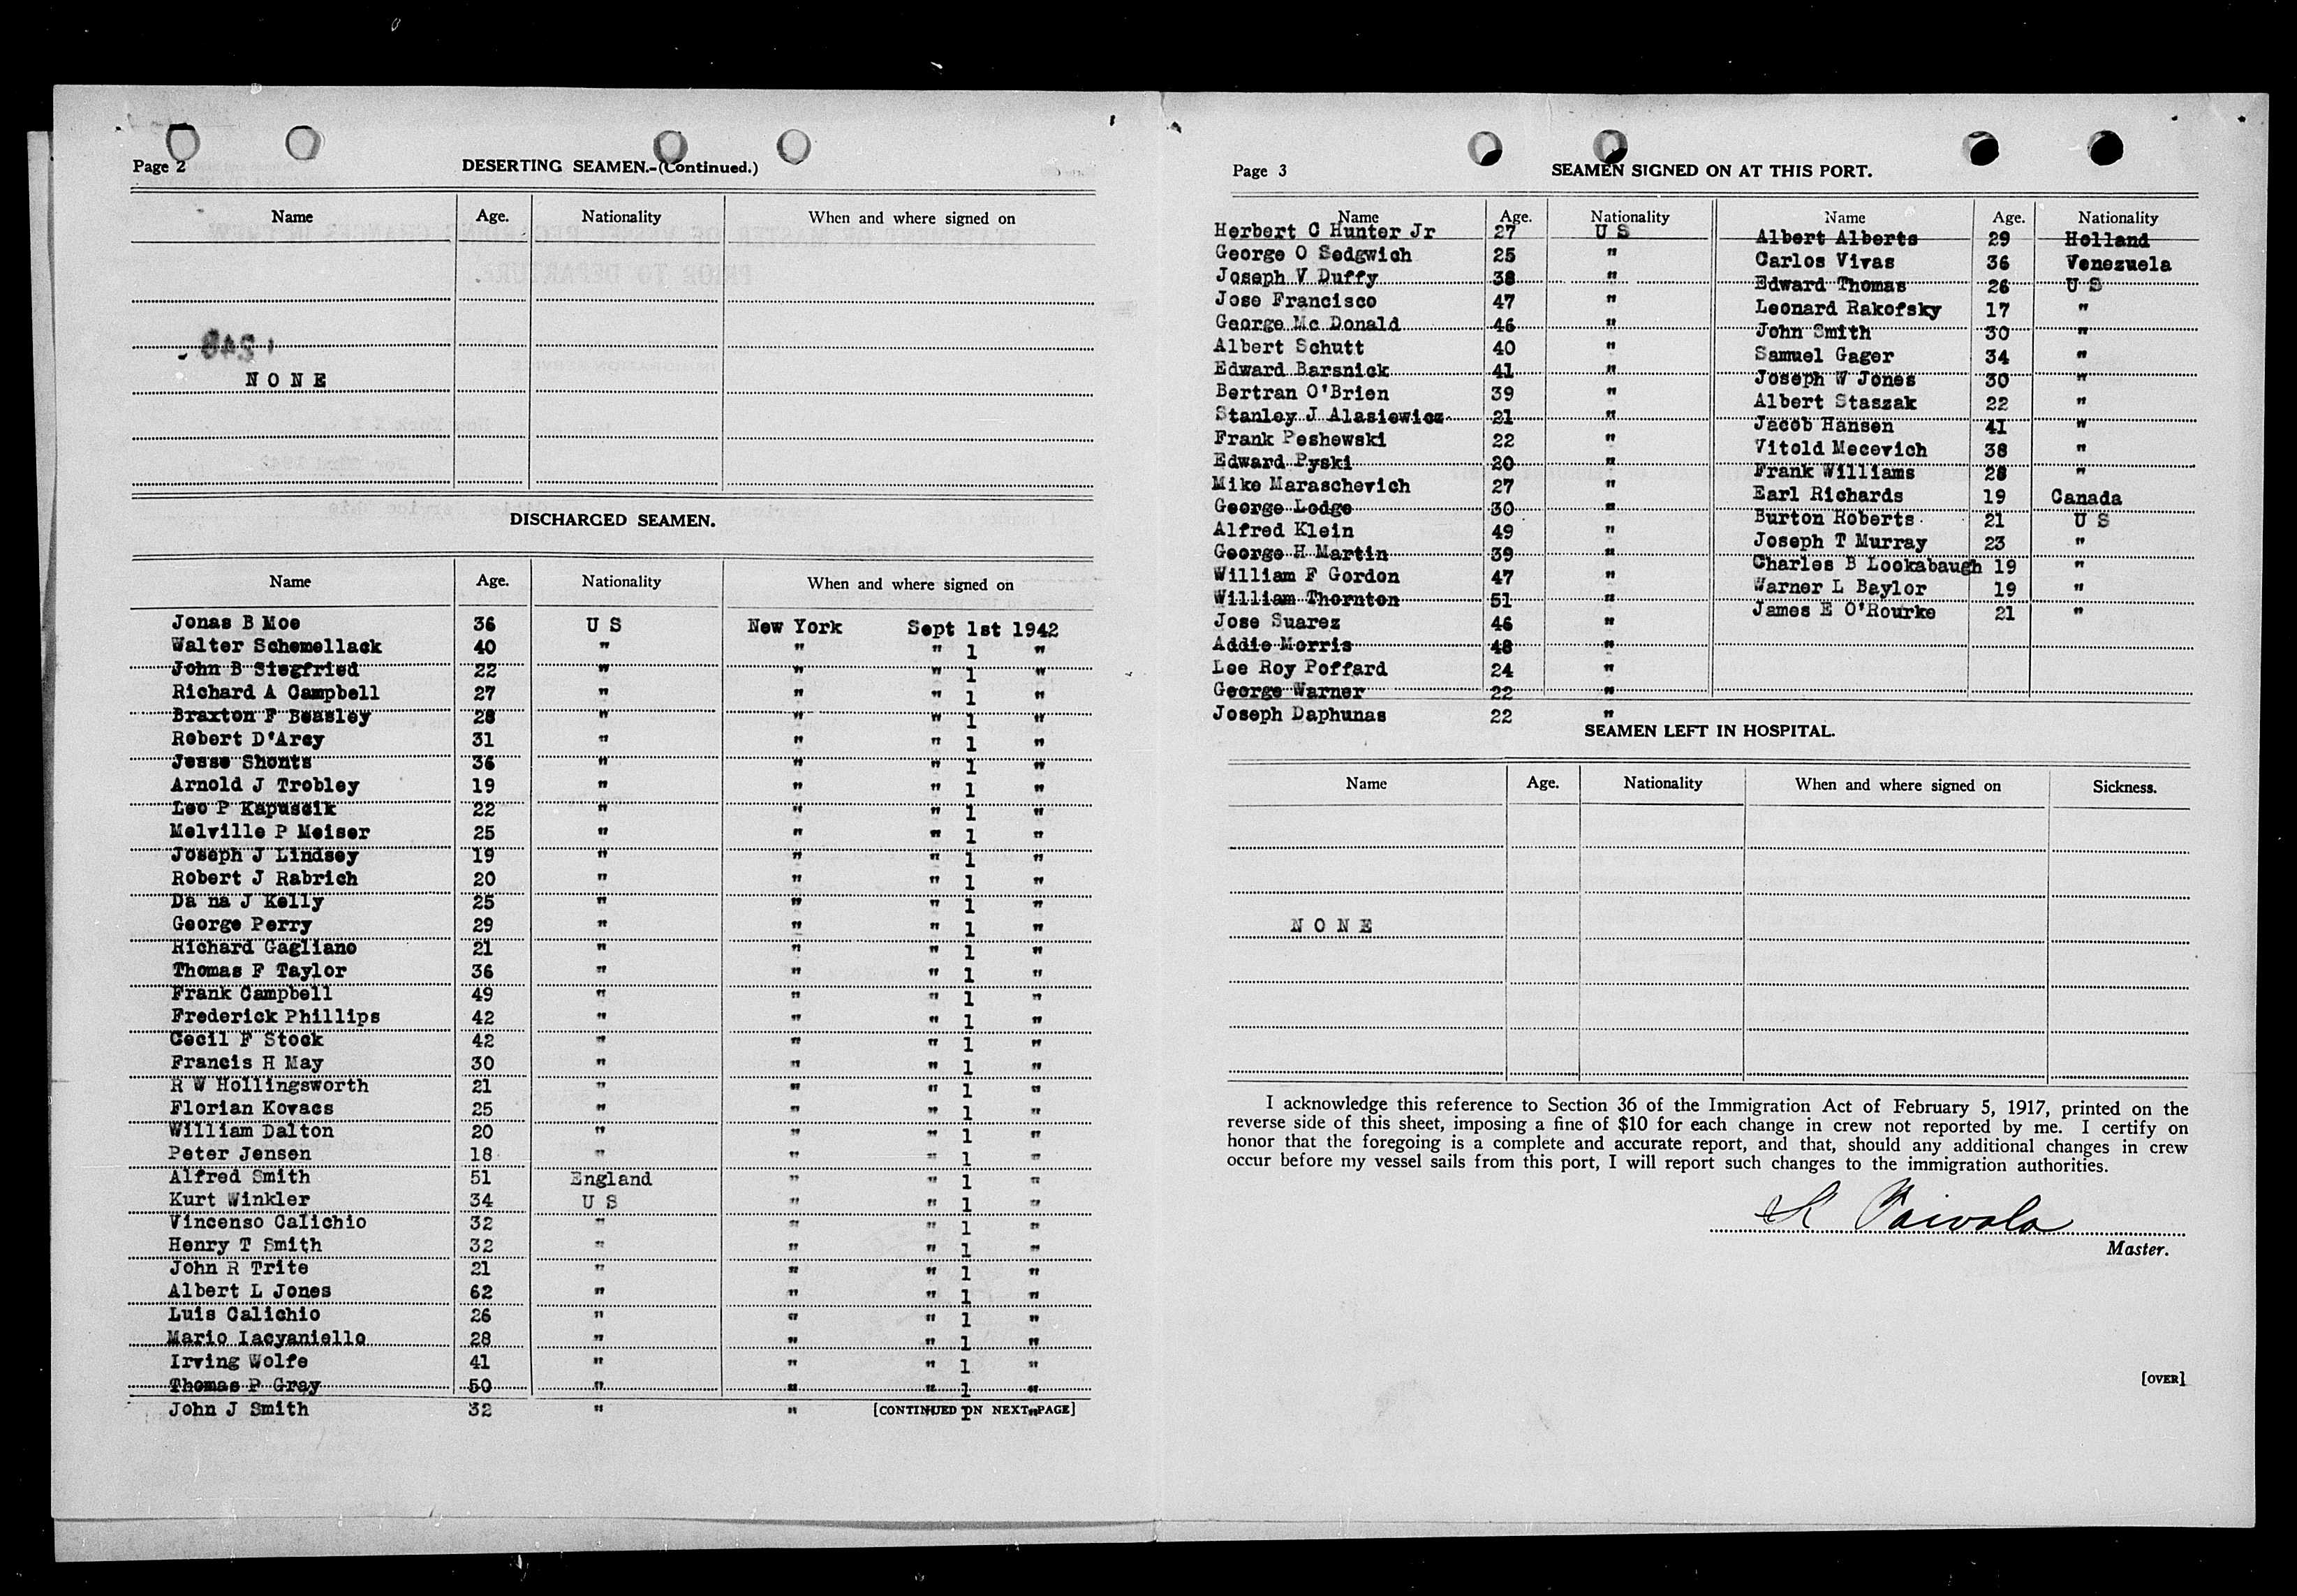 Page 2
DESERTING SEAMEN.-(Continued.)
Name Age. Nationality When and where signed on
N O N E
DISCHARGED SEAMEN.
Name Age. Nationality When and where signed on
Jonas B Moe 36 U S New York Sept 1st 1942
Walter Schemellack 40 " " " 1 "
John B Siegfried 22 " " " 1 "
Richard A Campbell 27 " " " 1 "
Braxton F Beasley 28 " " " 1 "
Robert D'Arcy 31 " " " 1 "
Jesse Shonts 36 " " " 1 "
Arnold J Trobley 19 " " " 1 "
Leo P Kapuscik 22 " " " 1 "
Melville P Meiser 25 " " " 1 "
Joseph J Lindsey 19 " " " 1 "
Robert J Rabrich 20 " " " 1 "
Da na J Kelly 25 " " " 1 "
George Perry 29 " " " 1 "
Richard Gagliano 21 " " " 1 "
Thomas F Taylor 36 " " " 1 "
Frank Campbell 49 " " " 1 "
Frederick Phillips 42 " " " 1 "
Cecil F Stock 42 " " " 1 "
Francis H May 30 " " " 1 "
R W Hollingsworth 21 " " " 1 "
Florian Kovacs 25 " " " 1 "
William Dalton 20 " " " 1 "
Peter Jensen 18 " " " 1 "
Alfred Smith 51 England " " 1 "
Kurt Winkler 34 U S " " 1 "
Vincenso Calichio 32 " " " 1 "
Henry T Smith 32 " " " 1 "
John R Trite 21 " " " 1 "
Albert L Jones 62 " " " 1 "
Luis Calichio 26 " " " 1 "
Mario Iacyaniello 28 " " " 1 "
Irving Wolfe 41 " " " 1 "
Thomas P Gray 50 " " " 1 "
John J Smith 32 " " " 1 "
[CONTINUED ON NEXT PAGE]
Page 3
SEAMEN SIGNED ON AT THIS PORT.
Name Age. Nationality Name Age. Nationality
Herbert C Hunter Jr 27 U S Albert Alberts 29 Holland
George O Sedgwich 25 " Carlos Vivas 36 Venezuela
Joseph V Duffy 38 " Edward Thomas 26 U S
Jose Francisco 47 " Leonard Rakofsky 17 "
George Mc Donald 46 " John Smith 30 "
Albert Schutt 40 " Samuel Gager 34 "
Edward Barsnick 41 " Joseph W Jones 30 "
Bertran O'Brien 39 " Albert Staszak 22 "
Stanley J Alasiewicz 21 " Jacob Hansen 41 "
Frank Peshewski 22 " Vitold Mecevich 38 "
Edward Pyski 20 " Frank Williams 28 "
Mike Maraschevich 27 " Earl Richards 19 Canada
George Lodge 30 " Burton Roberts 21 U S
Alfred Klein 49 " Joseph T Murray 23 "
George H Martin 39 " Charles B Lookabaugh 19 "
William F Gordon 47 " Warner L Baylor 19 "
William Thornton 51 " James E O'Rourke 21 "
Jose Suarez 46 "
Addie Morris 48 "
Lee Roy Poffard 24 "
George Warner 22 "
Joseph Daphunas 22 "
SEAMEN LEFT IN HOSPITAL.
Name Age. Nationality When and where signed on Sickness.
N O N E
I acknowledge this reference to Section 36 of the Immigration Act of February 5, 1917, printed on the
reverse side of this sheet, imposing a fine of $10 for each change in crew not reported by me. I certify on
honor that the foregoing is a complete and accurate report, and that, should any additional changes in crew
occur before my vessel sails from this port, I will report such changes to the immigration authorities.
Master.
[OVER]